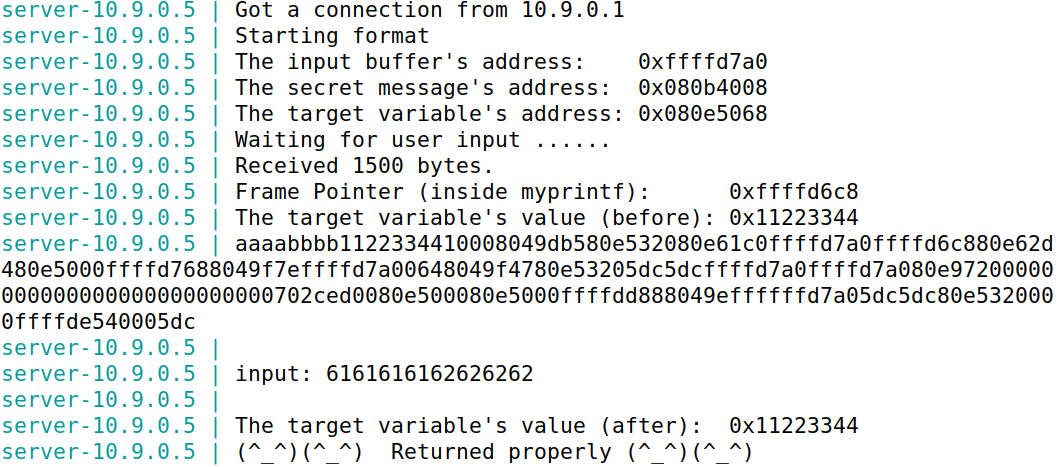 server-10.9.0.5 | Got a connection from 10.9.0.1
server-10.9.0.5 | Starting format
server-10.9.0.5 | The input buffer's address:    0xffffd7a0
server-10.9.0.5 | The secret message's address:  0x080b4008
server-10.9.0.5 | The target variable's address: 0x080e5068
server-10.9.0.5 | Waiting for user input ......
server-10.9.0.5 | Received 1500 bytes.
server-10.9.0.5 | Frame Pointer (inside myprintf):      0xffffd6c8
server-10.9.0.5 | The target variable's value (before): 0x11223344
server-10.9.0.5 | aaaabbbb1122334410008049db580e532080e61c0ffffd7a0ffffd6c880e62d
480e5000ffffd7688049f7effffd7a00648049f4780e53205dc5dcffffd7a0ffffd7a080e97200000
000000000000000000000702ced0080e500080e5000ffffdd888049effffffd7a05dc5dc80e532000
0ffffde540005dc
server-10.9.0.5 |
server-10.9.0.5 | input: 6161616162626262
server-10.9.0.5 |
server-10.9.0.5 | The target variable's value (after):  0x11223344
server-10.9.0.5 | (^_^)(^_^)  Returned properly (^_^)(^_^)